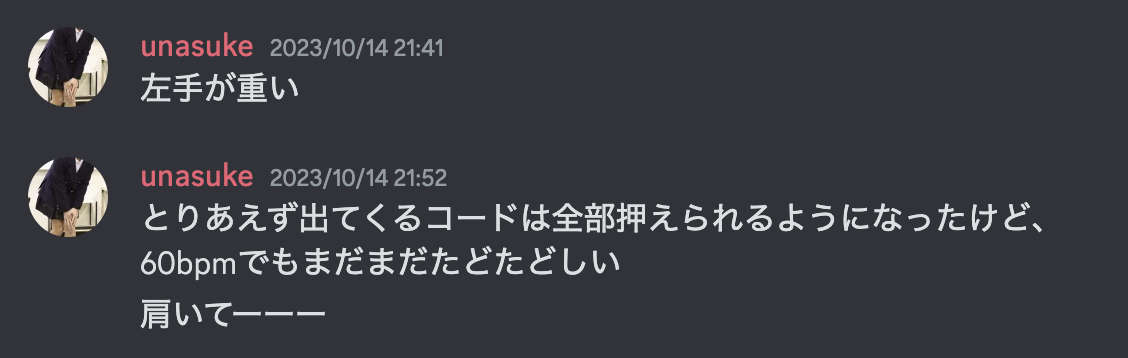 unasuke 2023/10/14 21:41
左手が重い
unasuke 2023/10/14 21:52
とりあえず出てくるコードは全部押えられるようになったけど、
60bpmでもまだまだたどたどしい
肩いてーーー